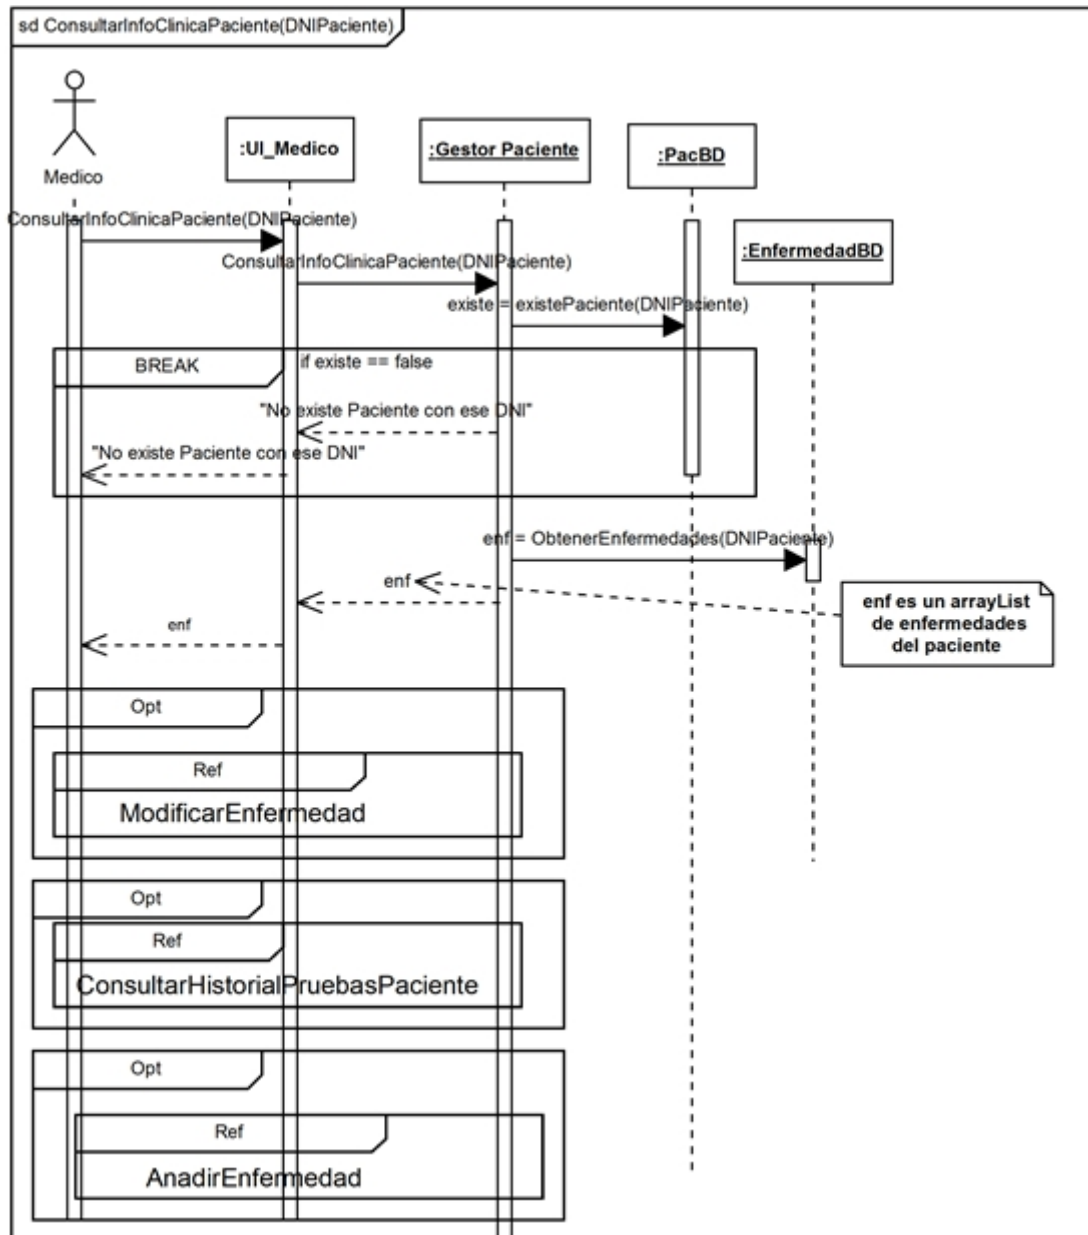 sd ConsultarInfoClinicaPaciente(DNIPaciente)
Medico
:UI_Medico
:Gestor Paciente
:PacBD
:EnfermedadBD
ConsultarInfoClinicaPaciente(DNIPaciente)
ConsultarInfoClinicaPaciente(DNIPaciente)
existe = existePaciente(DNIPaciente)
BREAK
if existe == false
"No existe Paciente con ese DNI"
"No existe Paciente con ese DNI"
enf = ObtenerEnfermedades(DNIPaciente)
enf
enf es un arrayList
de enfermedades
del paciente
enf
Opt
Ref
ModificarEnfermedad
Opt
Ref
ConsultarHistorialPruebasPaciente
Opt
Ref
AnadirEnfermedad